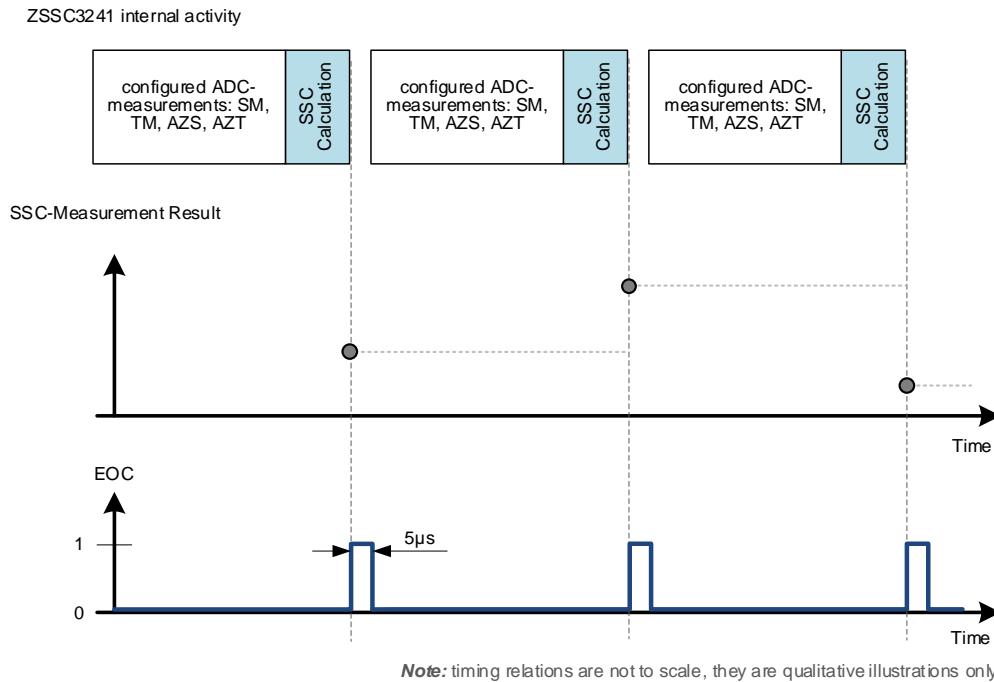 ZSSC3241 internal activity
configured ADC-
measurements: SM,
TM, AZS, AZT
SSC
Calculation
configured ADC-
measurements: SM,
TM, AZS, AZT
SSC
Calculation
configured ADC-
measurements: SM,
TM, AZS, AZT
SSC
Calculation
SSC-Measurement Result
Time
EOC
1
5µs
0
Time
Note: timing relations are not to scale, they are qualitative illustrations only